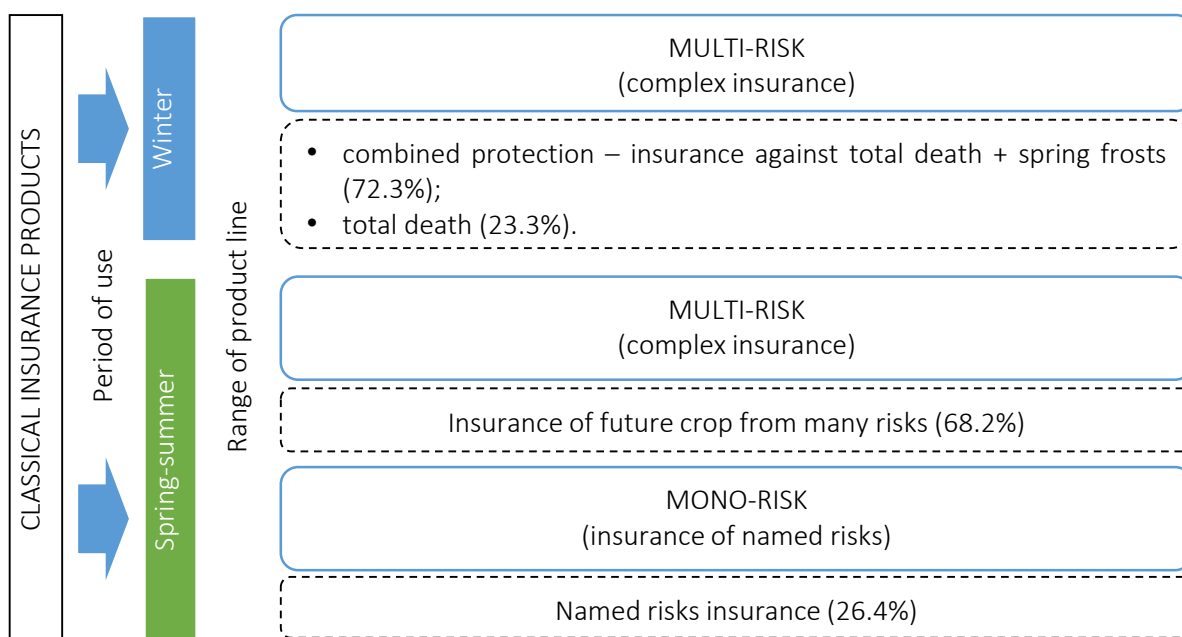 CLASSICAL INSURANCE PRODUCTS
Period of use
Winter
Spring-summer
Range of product line
MULTI-RISK
(complex insurance)
• combined protection – insurance against total death + spring frosts
(72.3%);
• total death (23.3%).
MULTI-RISK
(complex insurance)
Insurance of future crop from many risks (68.2%)
MONO-RISK
(insurance of named risks)
Named risks insurance (26.4%)